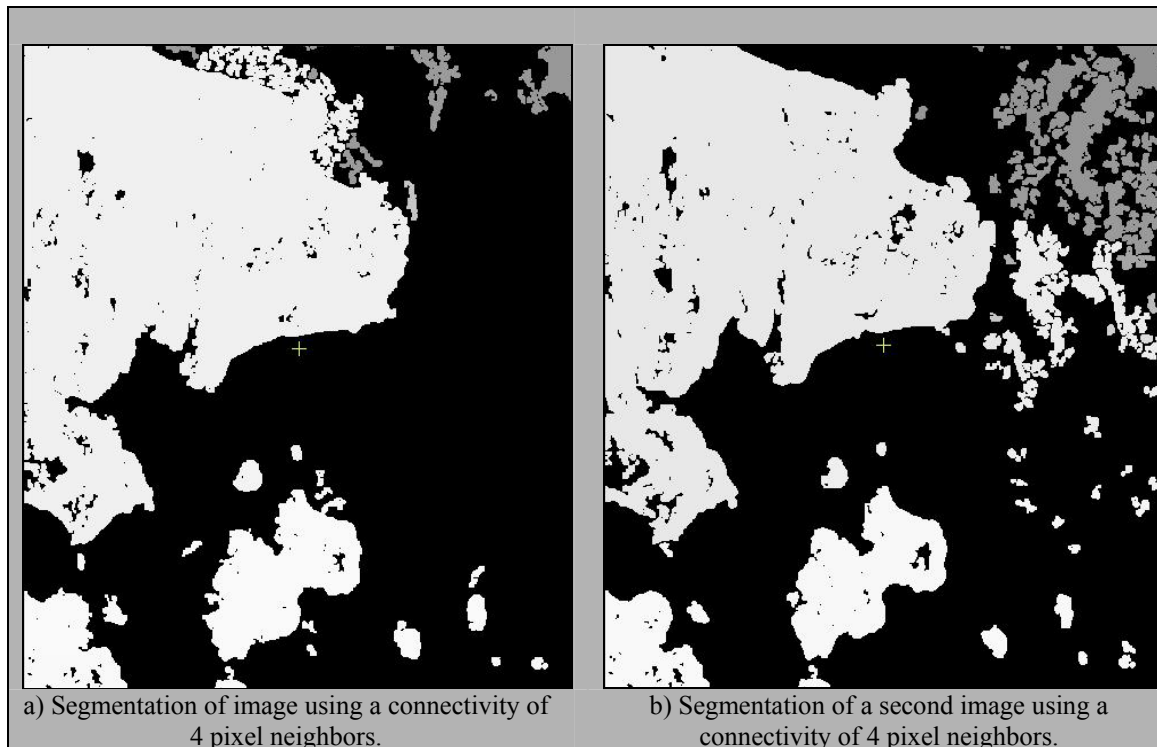 a) Segmentation of image using a connectivity of
4 pixel neighbors.
b) Segmentation of a second image using a
connectivity of 4 pixel neighbors.